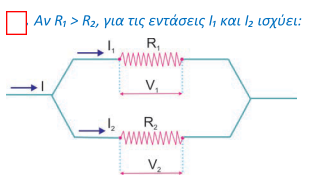 Αν R₁ > R₂, για τις εντάσεις I₁ και I₂ ισχύει:
R₁
I₁
V₁
I
R₂
I₂
V₂